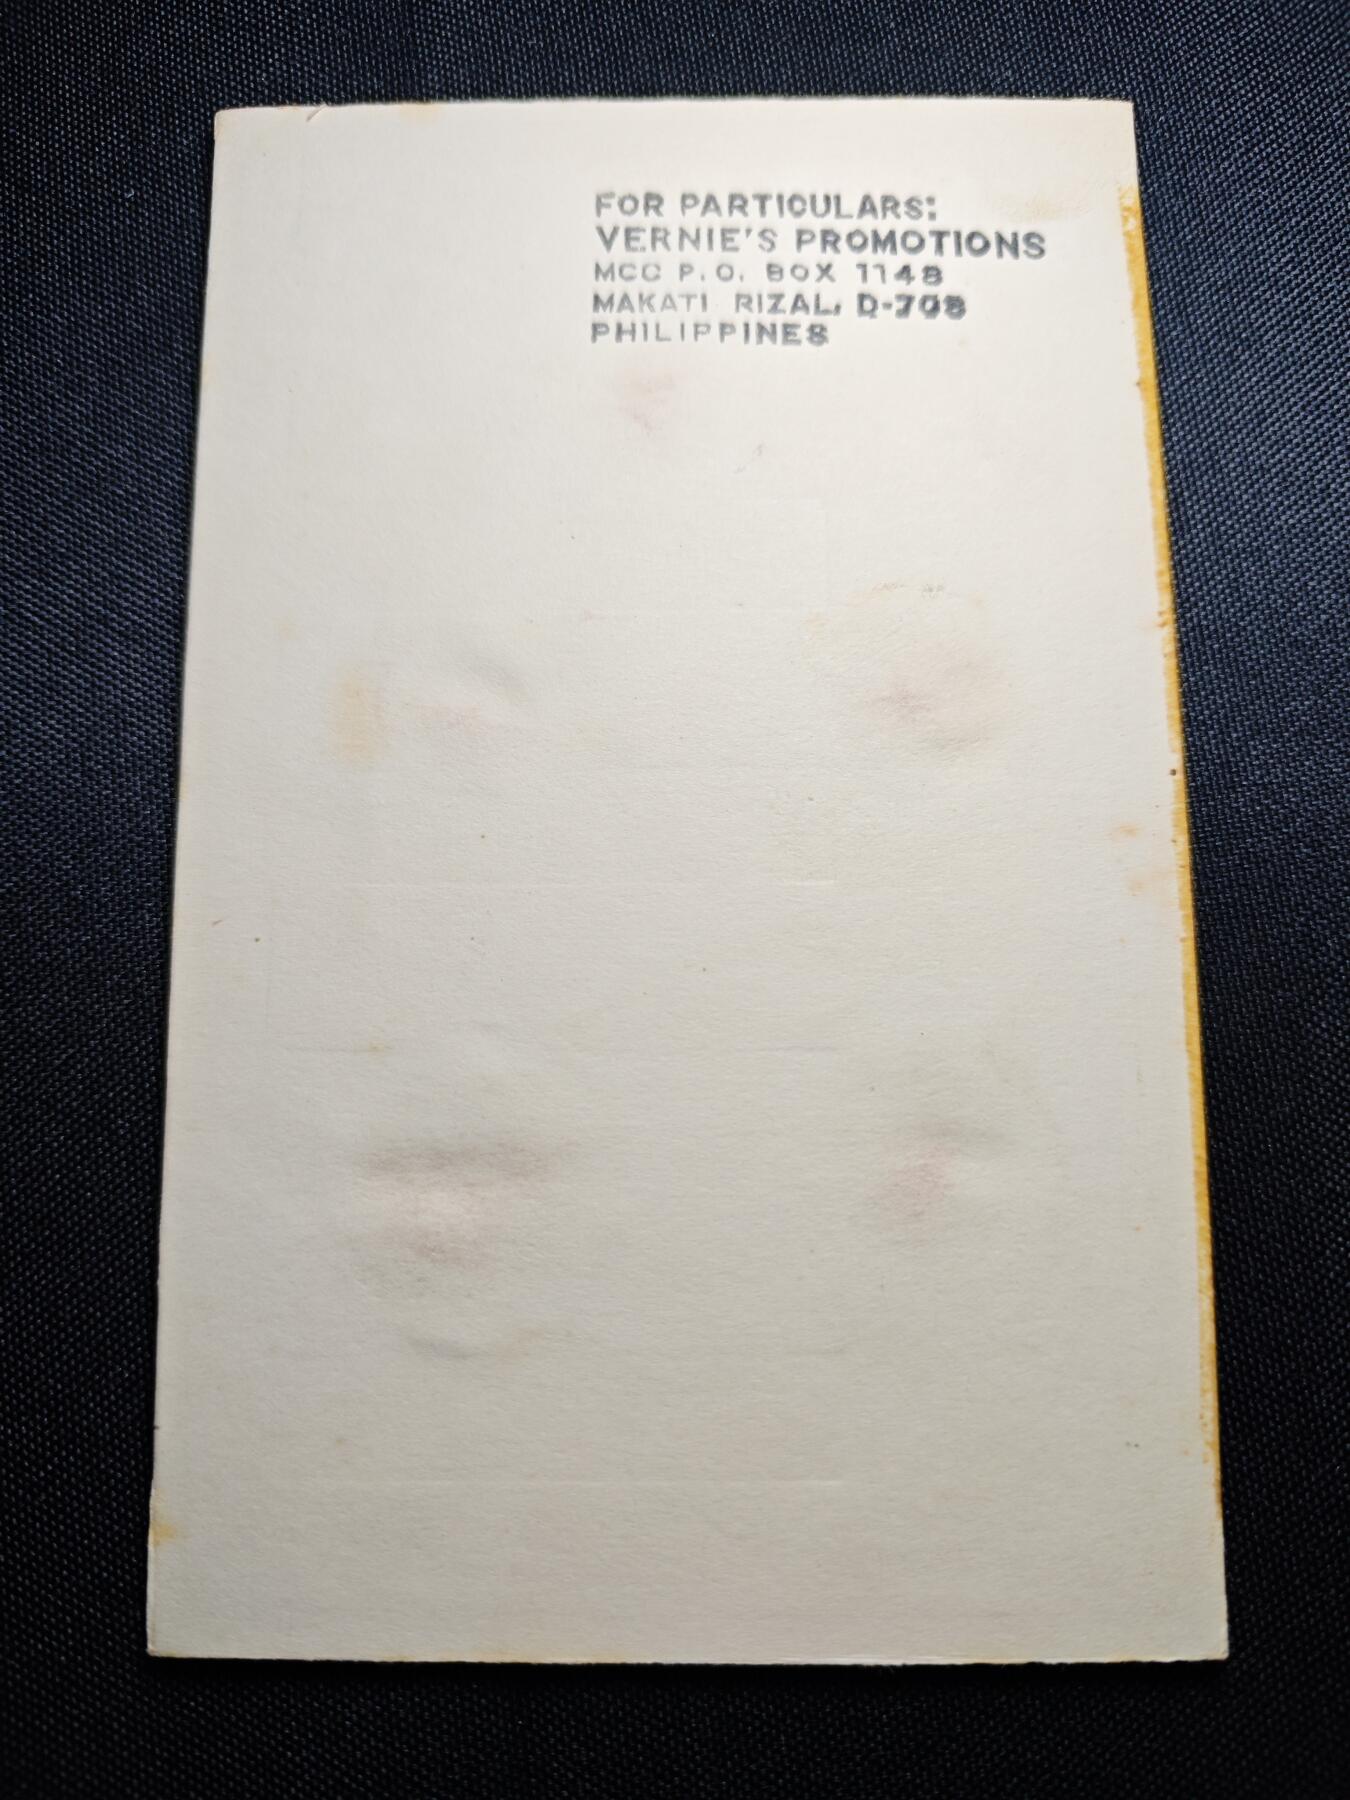 FOR PARTICULARS:
VERNIE'S PROMOTIONS
MCC P.O. BOX 1148
MAKATI RIZAL, D-708
PHILIPPINES